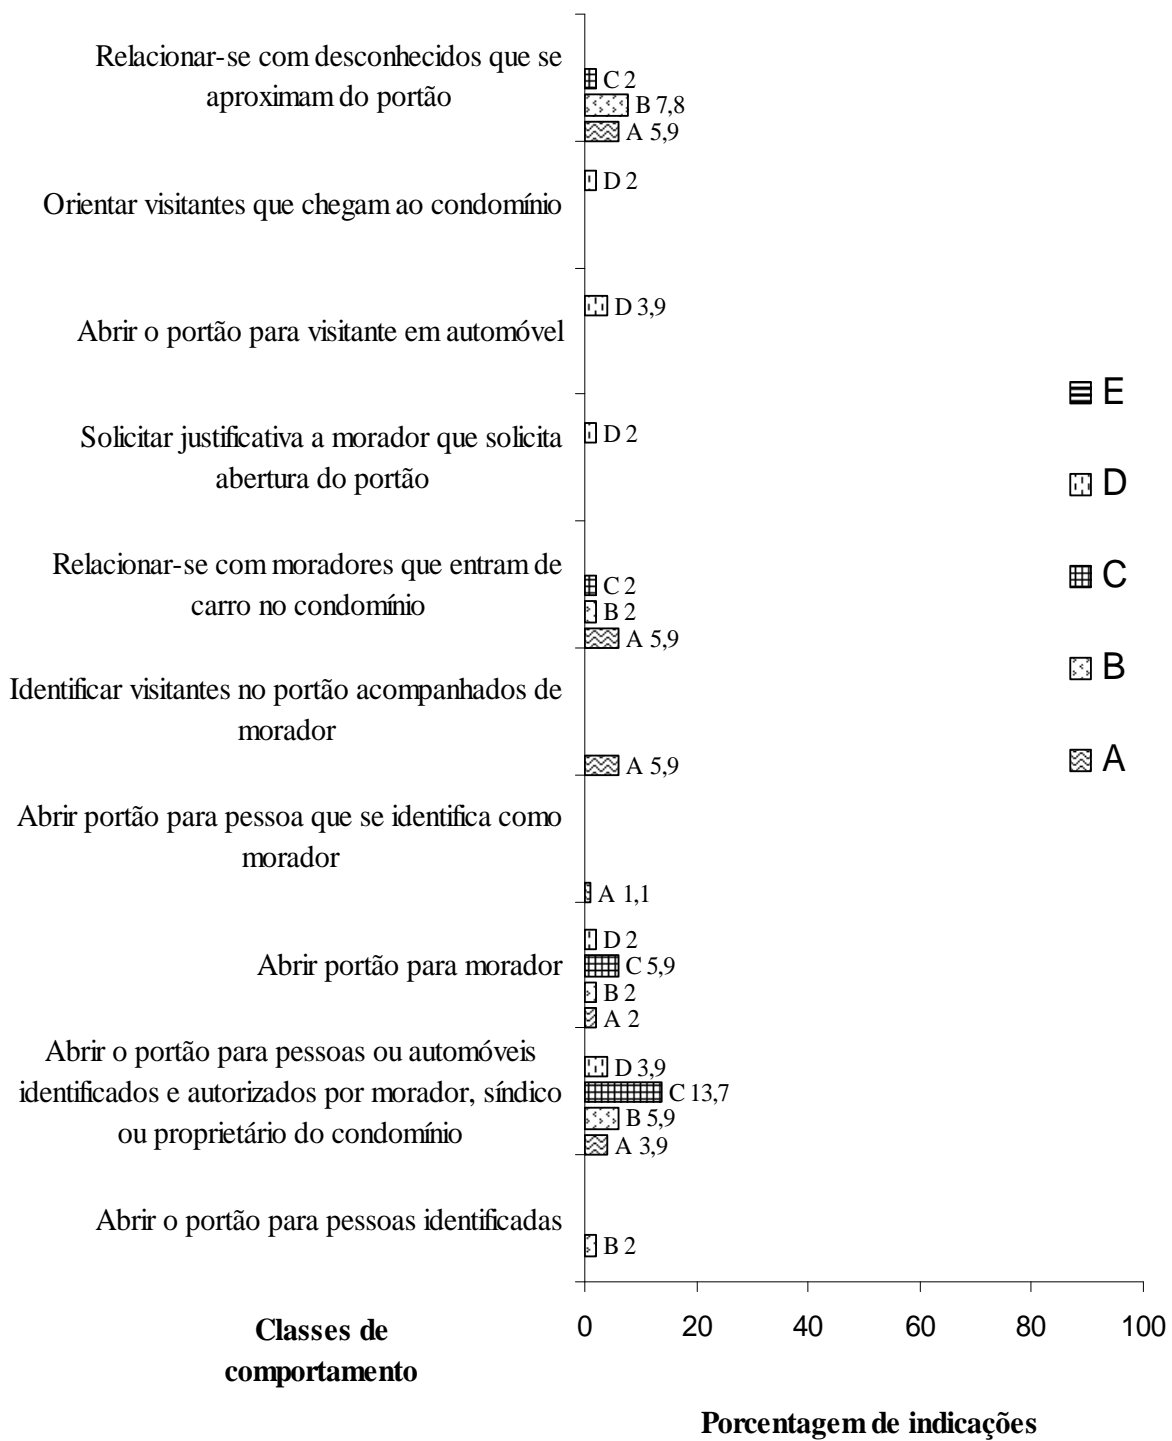 Relacionar-se com desconhecidos que se
aproximam do portão
C 2
B 7,8
A 5,9
Orientar visitantes que chegam ao condomínio
D 2
Abrir o portão para visitante em automóvel
D 3,9
Solicitar justificativa a morador que solicita
abertura do portão
D 2
Relacionar-se com moradores que entram de
carro no condomínio
C 2
B 2
A 5,9
Identificar visitantes no portão acompanhados de
morador
A 5,9
Abrir portão para pessoa que se identifica como
morador
A 1,1
Abrir portão para morador
D 2
C 5,9
B 2
A 2
Abrir o portão para pessoas ou automóveis
identificados e autorizados por morador, síndico
ou proprietário do condomínio
D 3,9
C 13,7
B 5,9
A 3,9
Abrir o portão para pessoas identificadas
B 2
E
D
C
B
A
0 20 40 60 80 100
Classes de
comportamento
Porcentagem de indicações